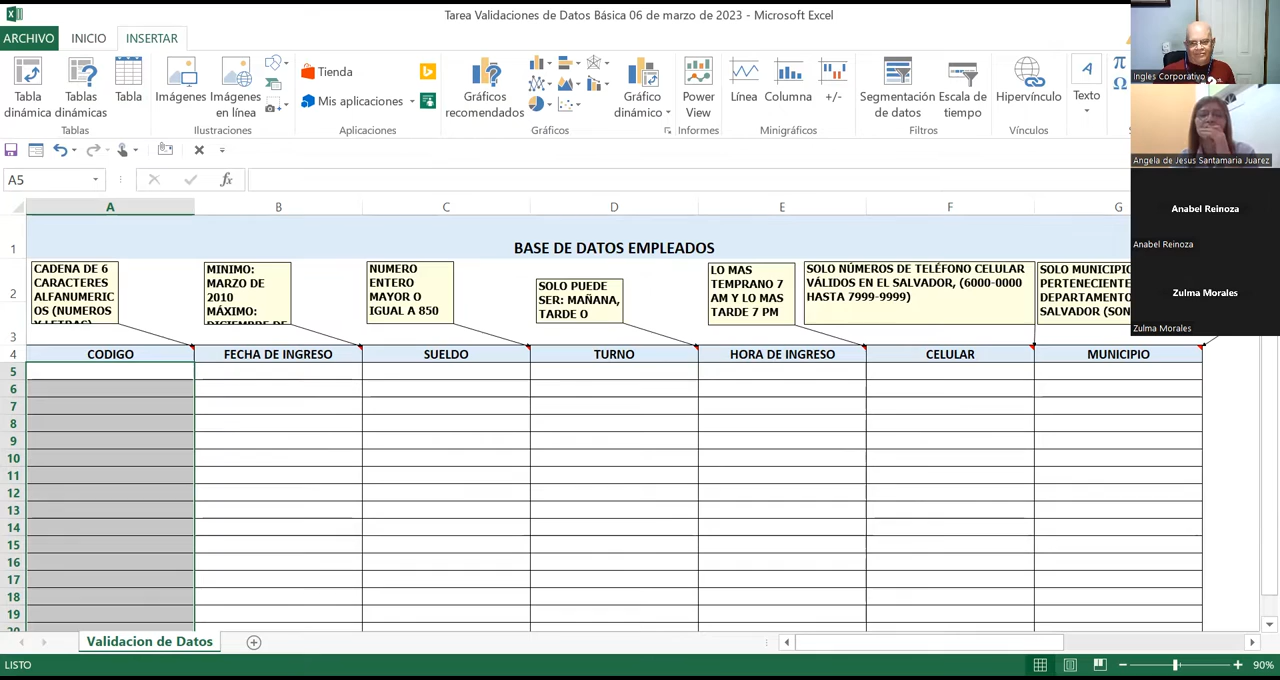 Tarea Validaciones de Datos Básica 06 de marzo de 2023 - Microsoft Excel
ARCHIVO INICIO INSERTAR
Tabla dinámica
Tablas dinámicas
Tabla
Tablas
Imágenes
Imágenes en línea
Ilustraciones
Tienda
Mis aplicaciones
Aplicaciones
Gráficos recomendados
Gráfico dinámico
Gráficos
Power View
Informes
Línea
Columna
+/-
Minigráficos
Segmentación de datos
Escala de tiempo
Filtros
Hipervínculo
Vínculos
Texto
Ingles Corporativo
Angela de Jesus Santamaria Juarez
Anabel Reinoza
Anabel Reinoza
Zulma Morales
Zulma Morales
A5
fx
A B C D E F G
1 BASE DE DATOS EMPLEADOS
2
3
CADENA DE 6
CARACTERES
ALFANUMERIC
OS (NUMEROS
Y LETRAS)
MINIMO:
MARZO DE
2010
MÁXIMO:
DICIEMBRE DE
NUMERO
ENTERO
MAYOR O
IGUAL A 850
SOLO PUEDE
SER: MAÑANA,
TARDE O
LO MAS
TEMPRANO 7
AM Y LO MAS
TARDE 7 PM
SOLO NÚMEROS DE TELÉFONO CELULAR
VÁLIDOS EN EL SALVADOR, (6000-0000
HASTA 7999-9999)
SOLO MUNICIPIO
PERTENECIENTE
DEPARTAMENTO
SALVADOR (SON
4 CODIGO FECHA DE INGRESO SUELDO TURNO HORA DE INGRESO CELULAR MUNICIPIO
5
6
7
8
9
10
11
12
13
14
15
16
17
18
19
20
Validacion de Datos
LISTO
90%